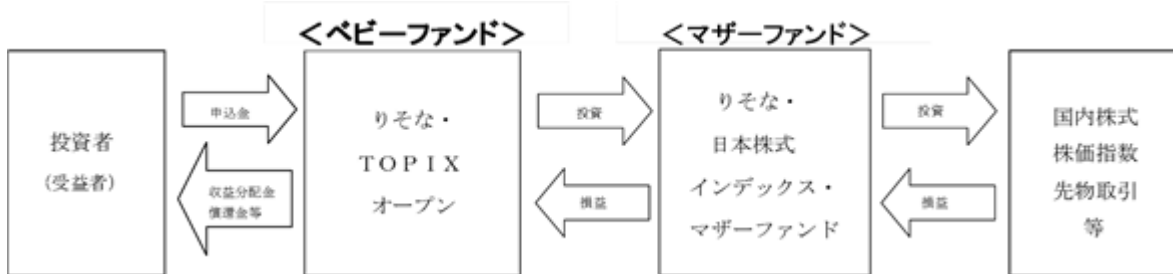 ＜ベビーファンド＞
＜マザーファンド＞
投資者
(受益者)
申込金
収益分配金
償還金等
りそな・
ＴＯＰＩＸ
オープン
投資
損益
りそな・
日本株式
インデックス・
マザーファンド
投資
損益
国内株式
株価指数
先物取引
等